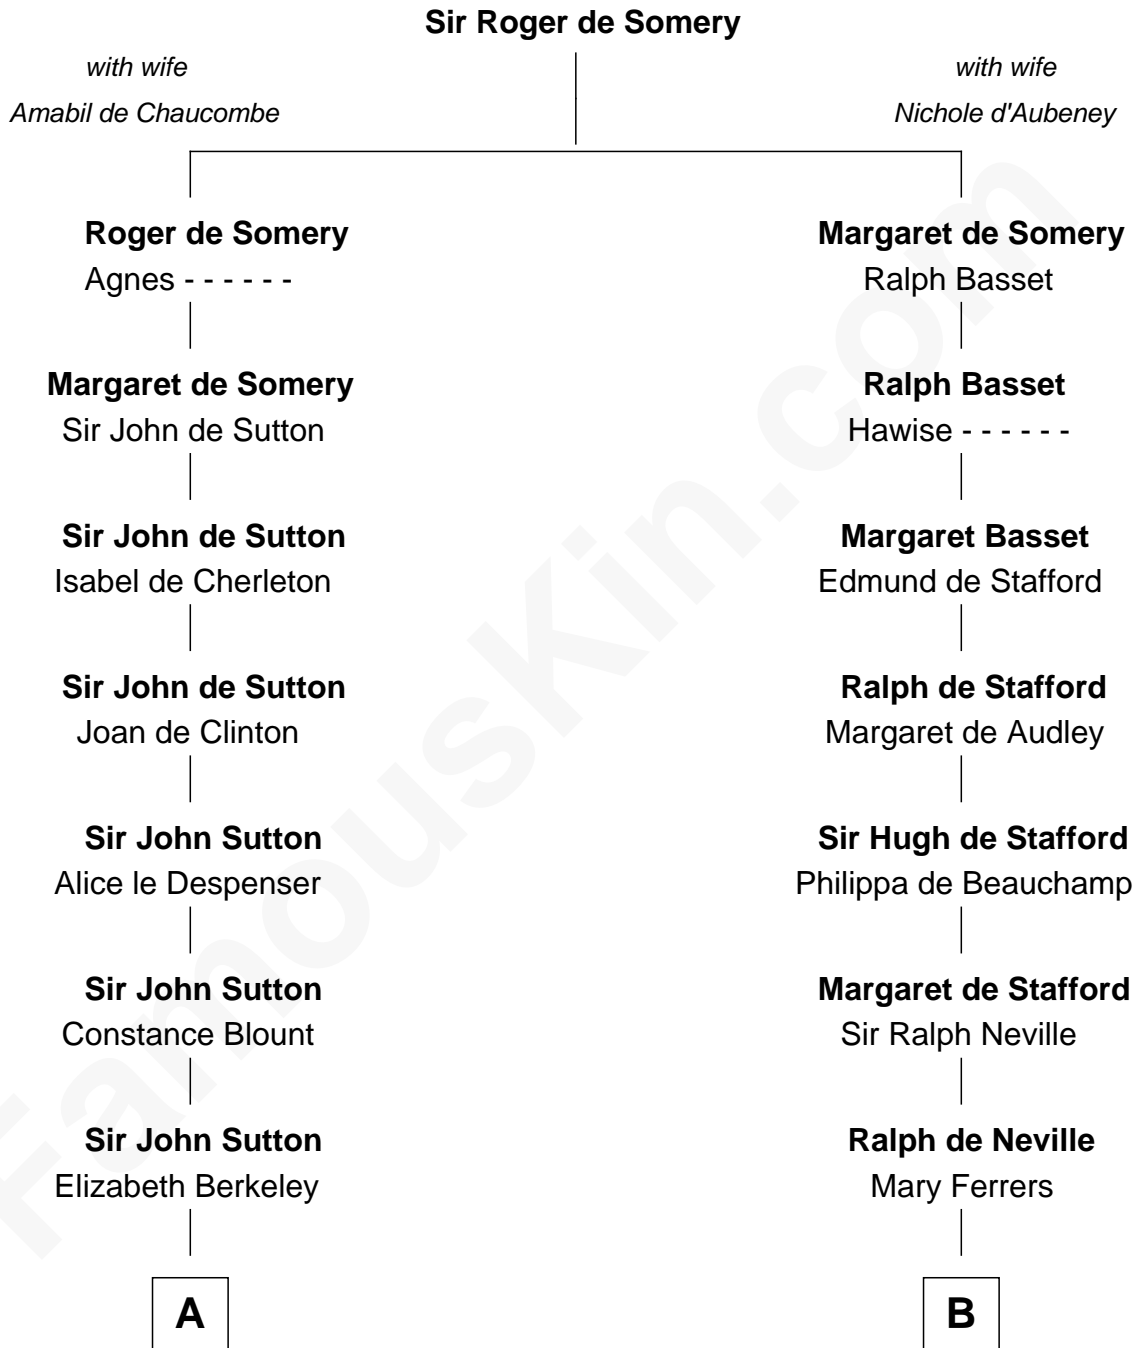 Sir Roger de Somery
with wife
Amabil de Chaucombe
with wife
Nichole d'Aubeney
Roger de Somery
Agnes - - - - - -
Margaret de Somery
Ralph Basset
Margaret de Somery
Sir John de Sutton
Ralph Basset
Hawise - - - - - -
Sir John de Sutton
Isabel de Cherleton
Margaret Basset
Edmund de Stafford
Sir John de Sutton
Joan de Clinton
Ralph de Stafford
Margaret de Audley
Sir John Sutton
Alice le Despenser
Sir Hugh de Stafford
Philippa de Beauchamp
Sir John Sutton
Constance Blount
Margaret de Stafford
Sir Ralph Neville
Sir John Sutton
Elizabeth Berkeley
Ralph de Neville
Mary Ferrers
A
B
FamousKin.com